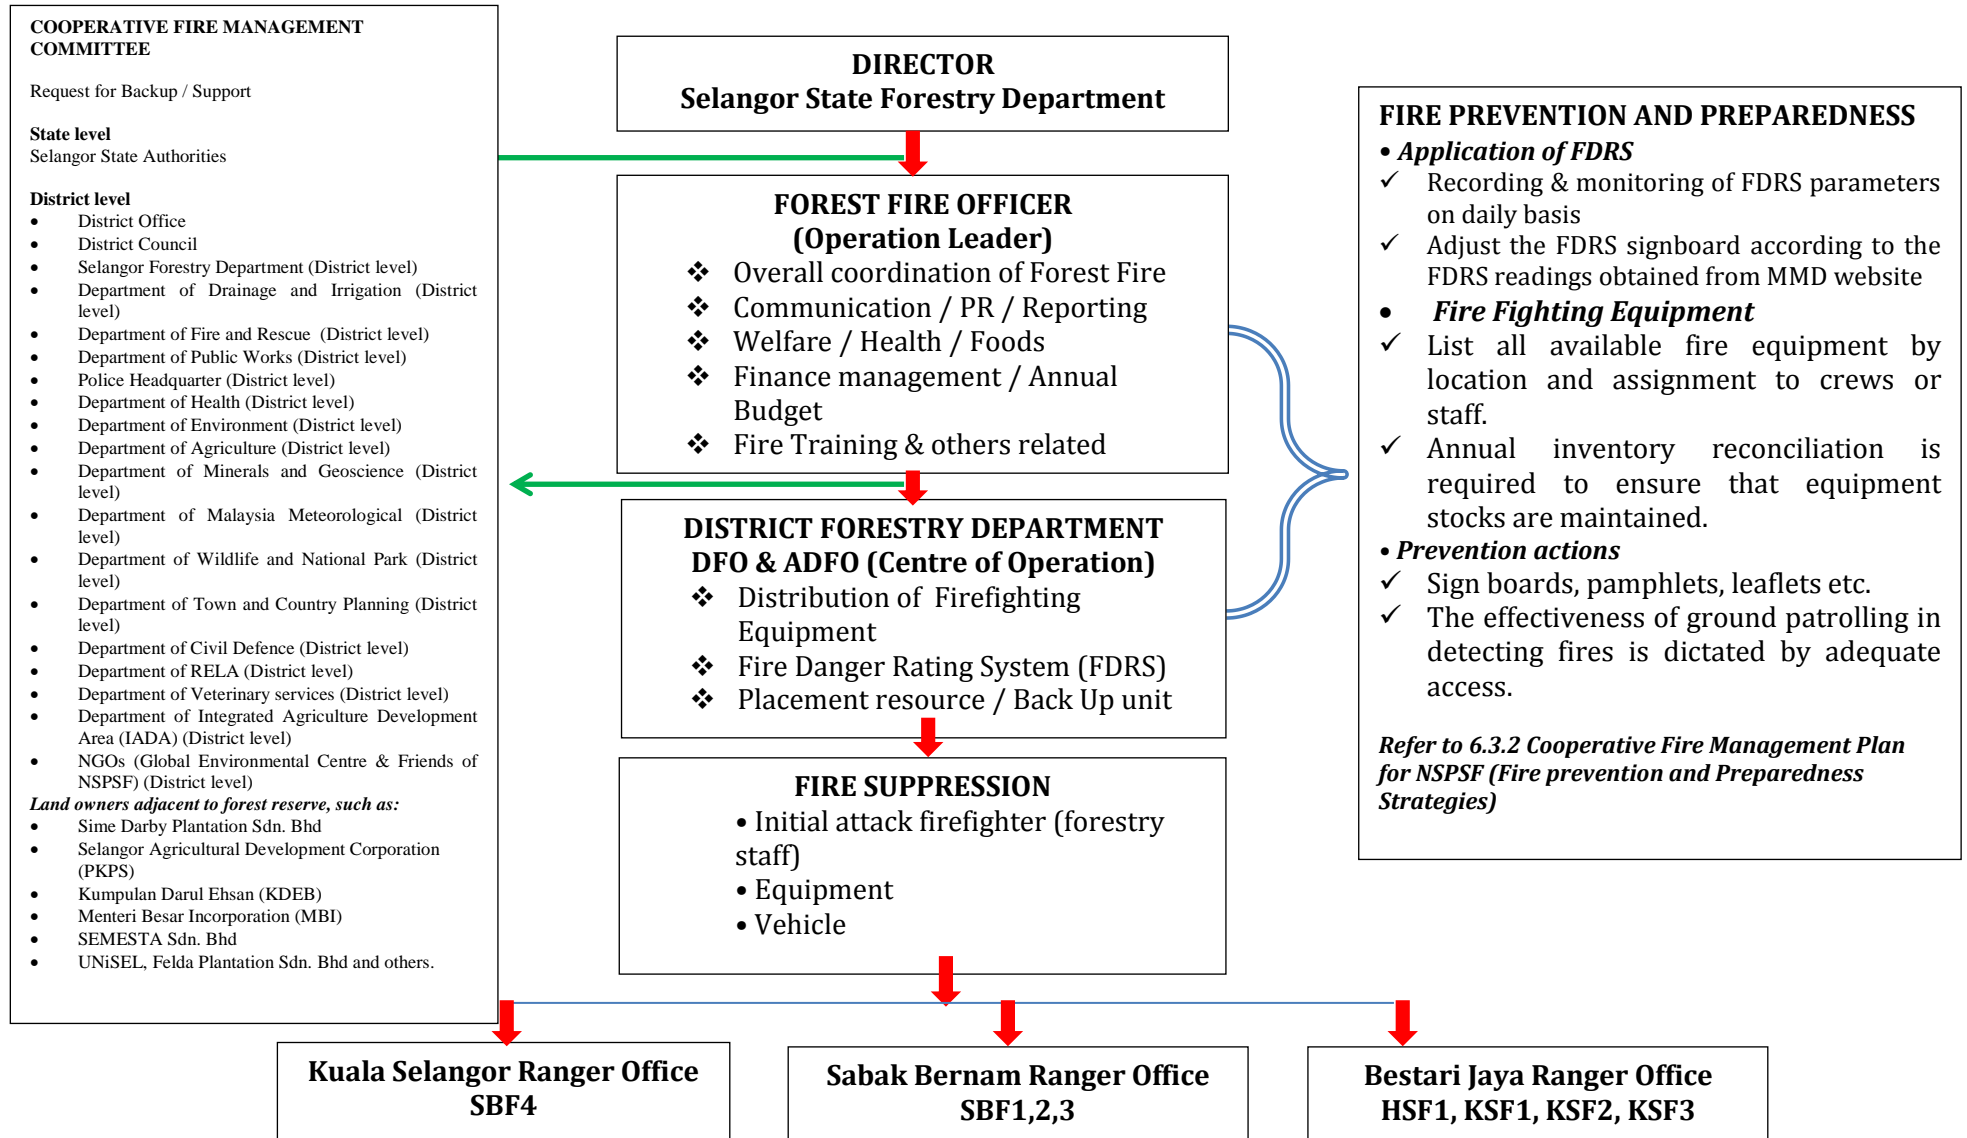 COOPERATIVE FIRE MANAGEMENT
COMMITTEE
Request for Backup / Support
State level
Selangor State Authorities
District level
• District Office
• District Council
• Selangor Forestry Department (District level)
• Department of Drainage and Irrigation (District
level)
• Department of Fire and Rescue (District level)
• Department of Public Works (District level)
• Police Headquarter (District level)
• Department of Health (District level)
• Department of Environment (District level)
• Department of Agriculture (District level)
• Department of Minerals and Geoscience (District
level)
• Department of Malaysia Meteorological (District
level)
• Department of Wildlife and National Park (District
level)
• Department of Town and Country Planning (District
level)
• Department of Civil Defence (District level)
• Department of RELA (District level)
• Department of Veterinary services (District level)
• Department of Integrated Agriculture Development
Area (IADA) (District level)
• NGOs (Global Environmental Centre & Friends of
NSPSF) (District level)
Land owners adjacent to forest reserve, such as:
• Sime Darby Plantation Sdn. Bhd
• Selangor Agricultural Development Corporation
(PKPS)
• Kumpulan Darul Ehsan (KDEB)
• Menteri Besar Incorporation (MBI)
• SEMESTA Sdn. Bhd
• UNiSEL, Felda Plantation Sdn. Bhd and others.
DIRECTOR
Selangor State Forestry Department
FOREST FIRE OFFICER
(Operation Leader)
❖ Overall coordination of Forest Fire
❖ Communication / PR / Reporting
❖ Welfare / Health / Foods
❖ Finance management / Annual
Budget
❖ Fire Training & others related
DISTRICT FORESTRY DEPARTMENT
DFO & ADFO (Centre of Operation)
❖ Distribution of Firefighting
Equipment
❖ Fire Danger Rating System (FDRS)
❖ Placement resource / Back Up unit
FIRE SUPPRESSION
• Initial attack firefighter (forestry
staff)
• Equipment
• Vehicle
FIRE PREVENTION AND PREPAREDNESS
• Application of FDRS
✓ Recording & monitoring of FDRS parameters
on daily basis
✓ Adjust the FDRS signboard according to the
FDRS readings obtained from MMD website
• Fire Fighting Equipment
✓ List all available fire equipment by
location and assignment to crews or
staff.
✓ Annual inventory reconciliation is
required to ensure that equipment
stocks are maintained.
• Prevention actions
✓ Sign boards, pamphlets, leaflets etc.
✓ The effectiveness of ground patrolling in
detecting fires is dictated by adequate
access.
Refer to 6.3.2 Cooperative Fire Management Plan
for NSPSF (Fire prevention and Preparedness
Strategies)
Kuala Selangor Ranger Office
SBF4
Sabak Bernam Ranger Office
SBF1,2,3
Bestari Jaya Ranger Office
HSF1, KSF1, KSF2, KSF3